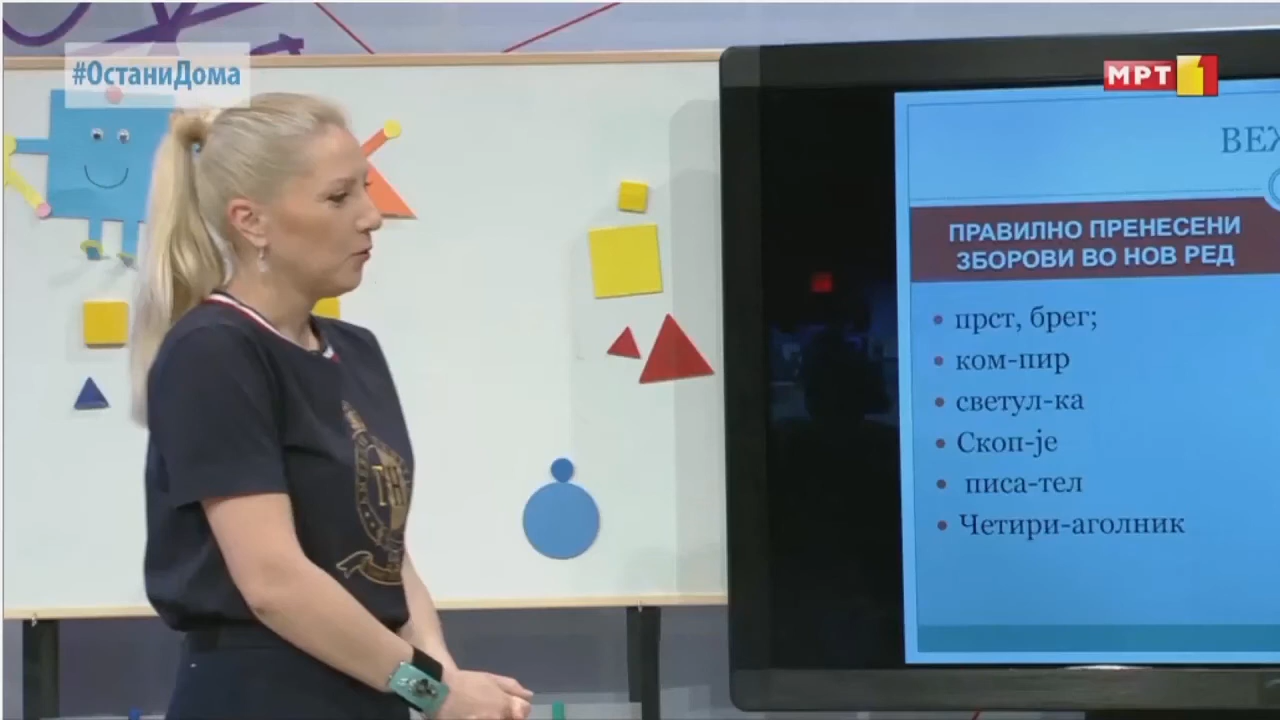 #ОстаниДома
МРТ 1
ПРАВИЛНО ПРЕНЕСЕНИ
ЗБОРОВИ ВО НОВ РЕД
• прст, брег;
• ком-пир
• светул-ка
• Скоп-је
• писа-тел
• Четири-аголник